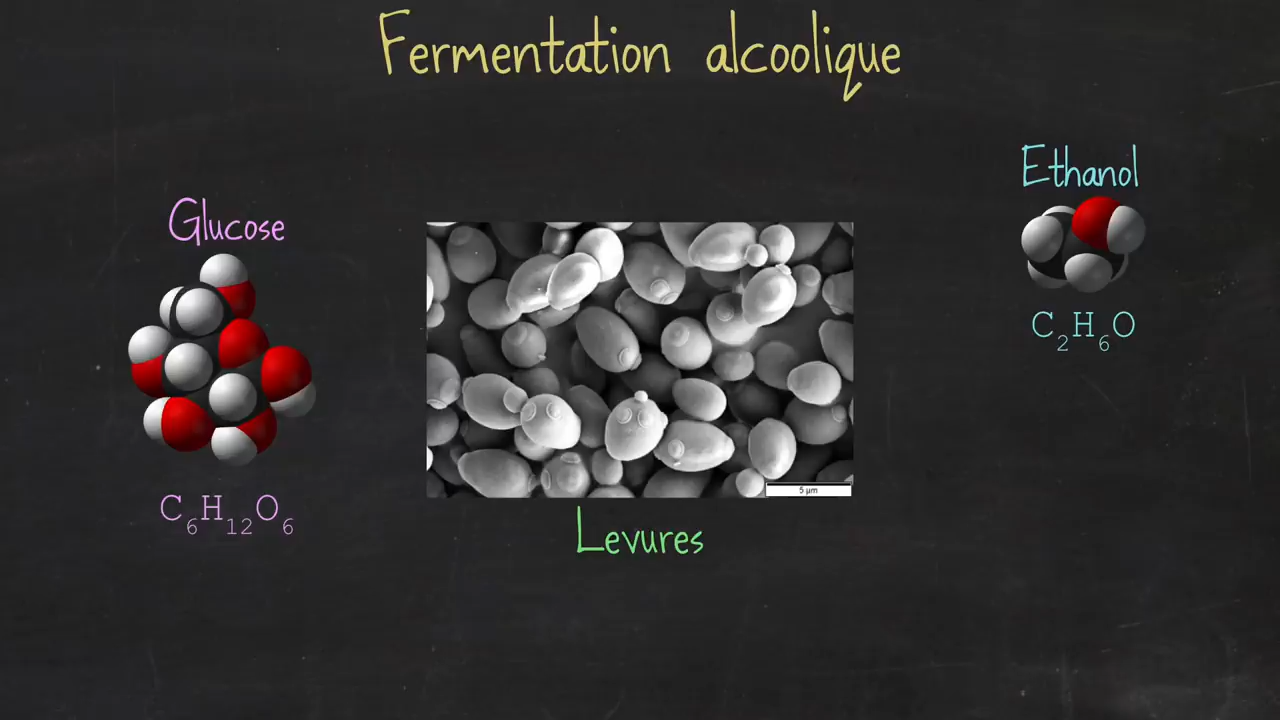 Fermentation alcoolique
Ethanol
Glucose
C₂H₆O
5 µm
C₆H₁₂O₆
Levures